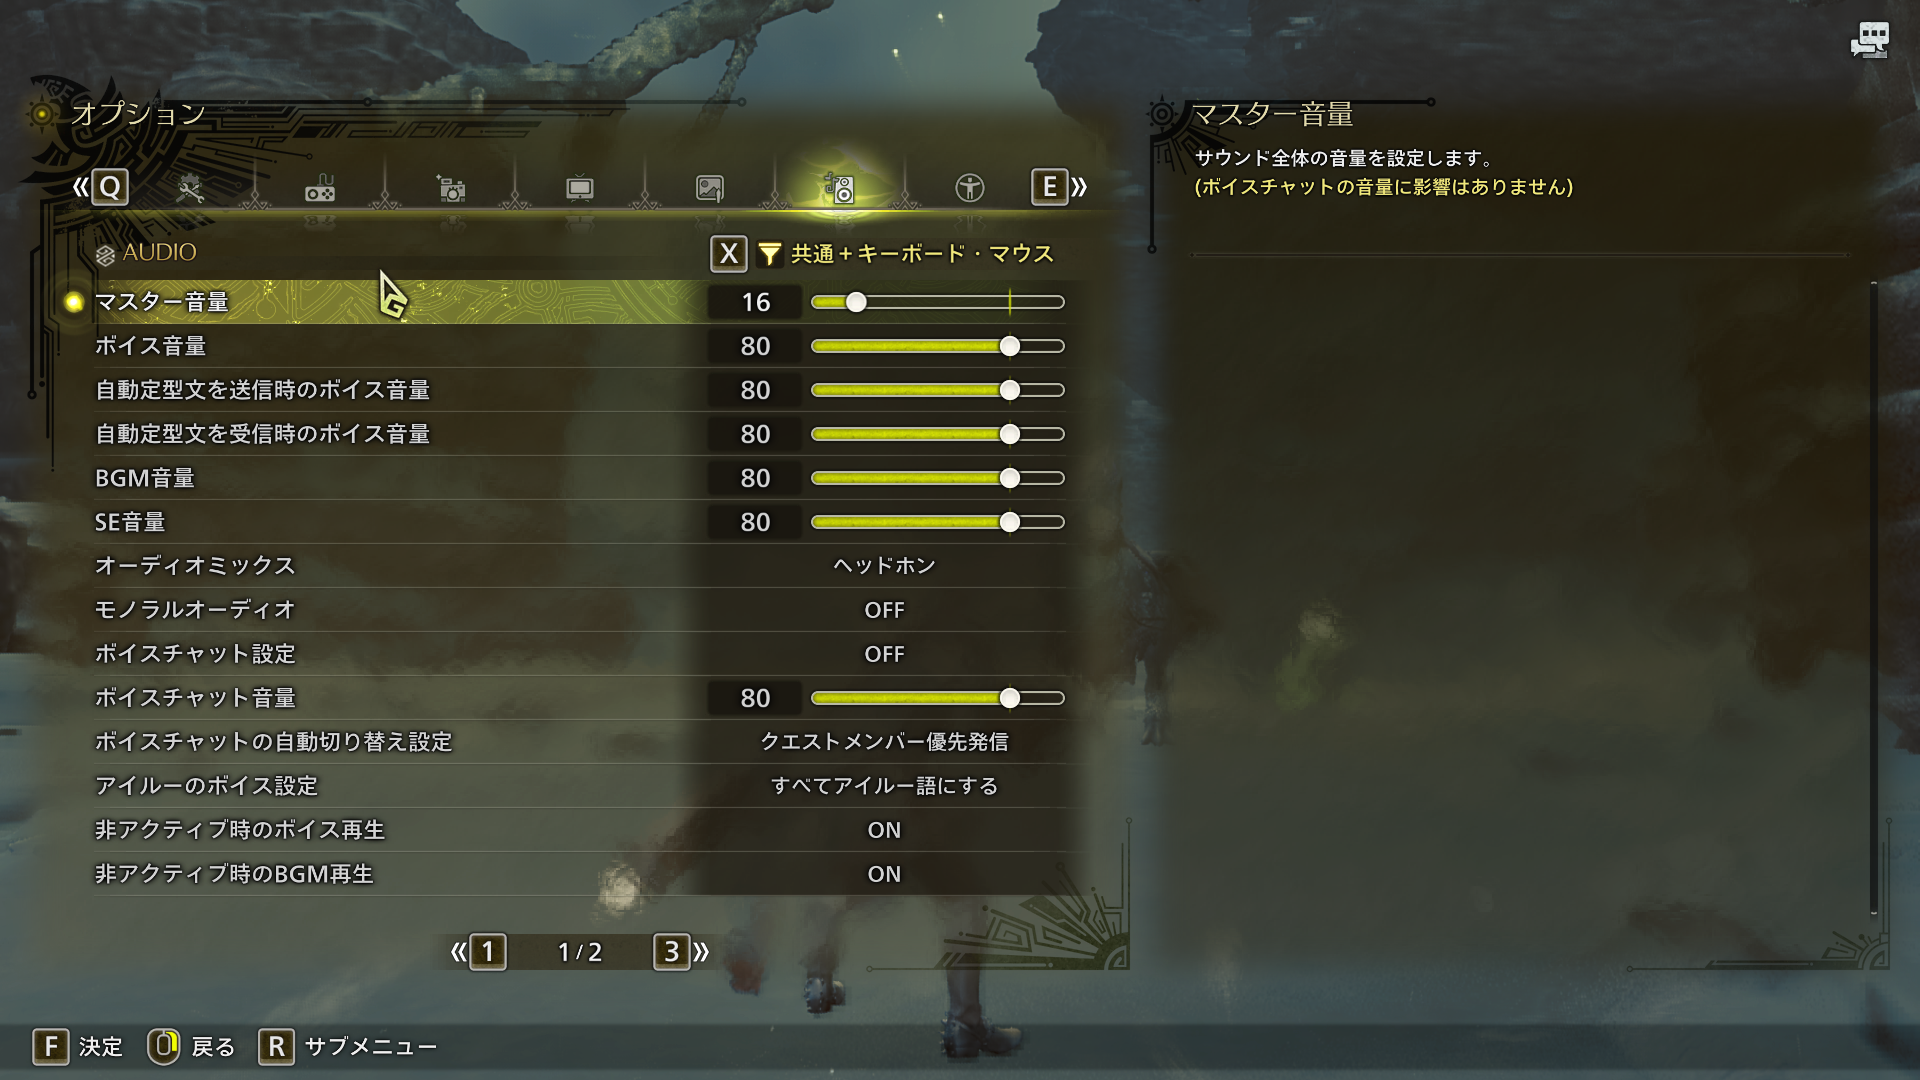 オプション
Q
E
AUDIO
X 共通+キーボード・マウス
マスター音量 16
ボイス音量 80
自動定型文を送信時のボイス音量 80
自動定型文を受信時のボイス音量 80
BGM音量 80
SE音量 80
オーディオミックス ヘッドホン
モノラルオーディオ OFF
ボイスチャット設定 OFF
ボイスチャット音量 80
ボイスチャットの自動切り替え設定 クエストメンバー優先発信
アイルーのボイス設定 すべてアイルー語にする
非アクティブ時のボイス再生 ON
非アクティブ時のBGM再生 ON
1 1/2 3
マスター音量
サウンド全体の音量を設定します。
(ボイスチャットの音量に影響はありません)
F 決定 戻る R サブメニュー